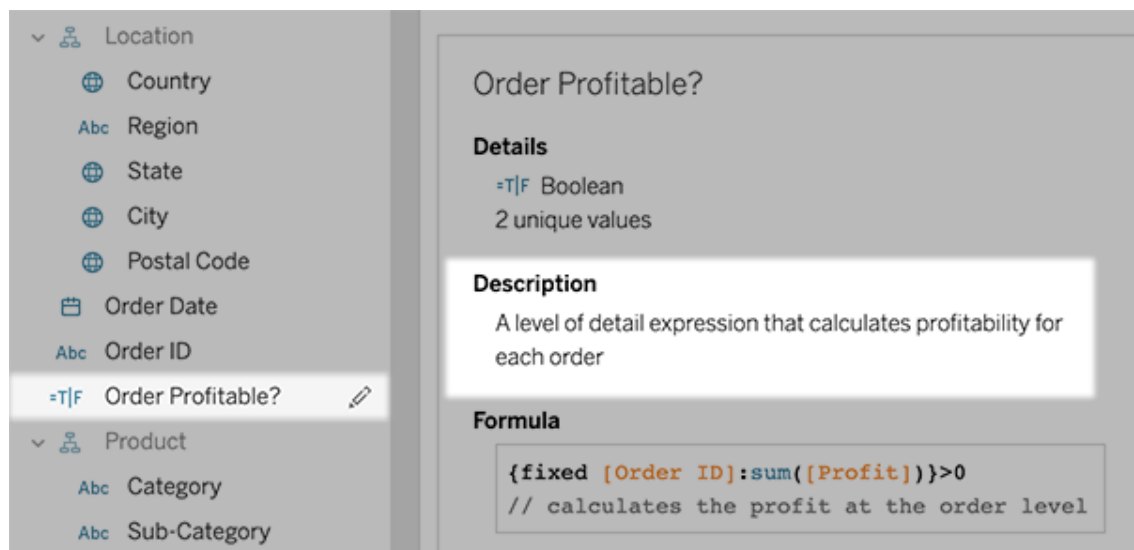 Location
Country
Abc Region
State
City
Postal Code
Order Date
Abc Order ID
=T|F Order Profitable?
Product
Abc Category
Abc Sub-Category
Order Profitable?
Details
=T|F Boolean
2 unique values
Description
A level of detail expression that calculates profitability for
each order
Formula
{fixed [Order ID]:sum([Profit])}>0
// calculates the profit at the order level